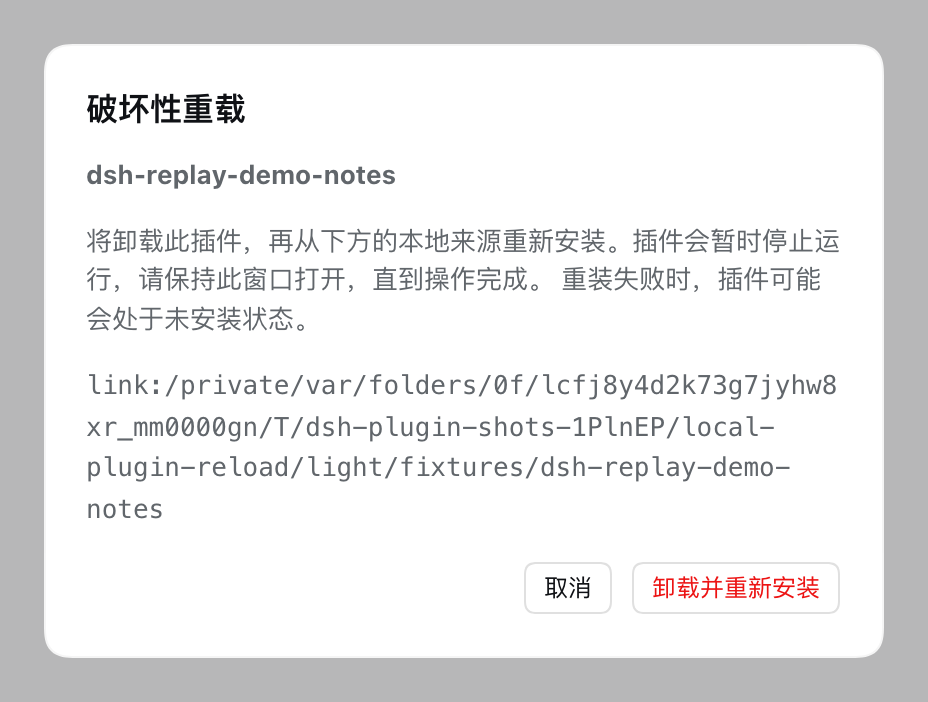 破坏性重载
dsh-replay-demo-notes
将卸载此插件，再从下方的本地来源重新安装。插件会暂时停止运
行，请保持此窗口打开，直到操作完成。 重装失败时，插件可能
会处于未安装状态。
link:/private/var/folders/0f/lcfj8y4d2k73g7jyhw8
xr_mm0000gn/T/dsh-plugin-shots-1PlnEP/local-
plugin-reload/light/fixtures/dsh-replay-demo-
notes
取消
卸载并重新安装